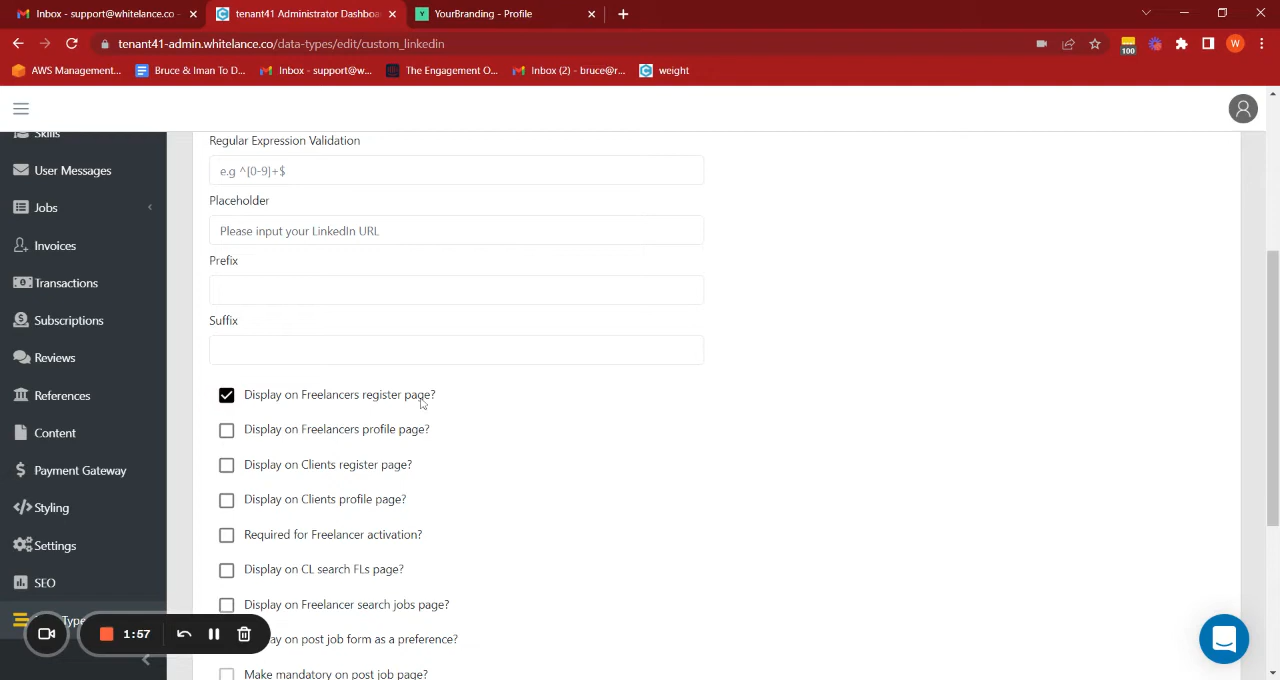 Inbox - support@whitelance.co -
tenant41 Administrator Dashboa
Y YourBranding - Profile
tenant41-admin.whitelance.co/data-types/edit/custom_linkedin
100
W
AWS Management... Bruce & Iman To D... Inbox - support@w... The Engagement O... Inbox (2) - bruce@r... weight
Skills
User Messages
Jobs
Invoices
Transactions
Subscriptions
Reviews
References
Content
Payment Gateway
Styling
Settings
SEO
Type
1:57
Regular Expression Validation
e.g ^[0-9]+$
Placeholder
Please input your LinkedIn URL
Prefix
Suffix
Display on Freelancers register page?
Display on Freelancers profile page?
Display on Clients register page?
Display on Clients profile page?
Required for Freelancer activation?
Display on CL search FLs page?
Display on Freelancer search jobs page?
ay on post job form as a preference?
Make mandatory on post job page?